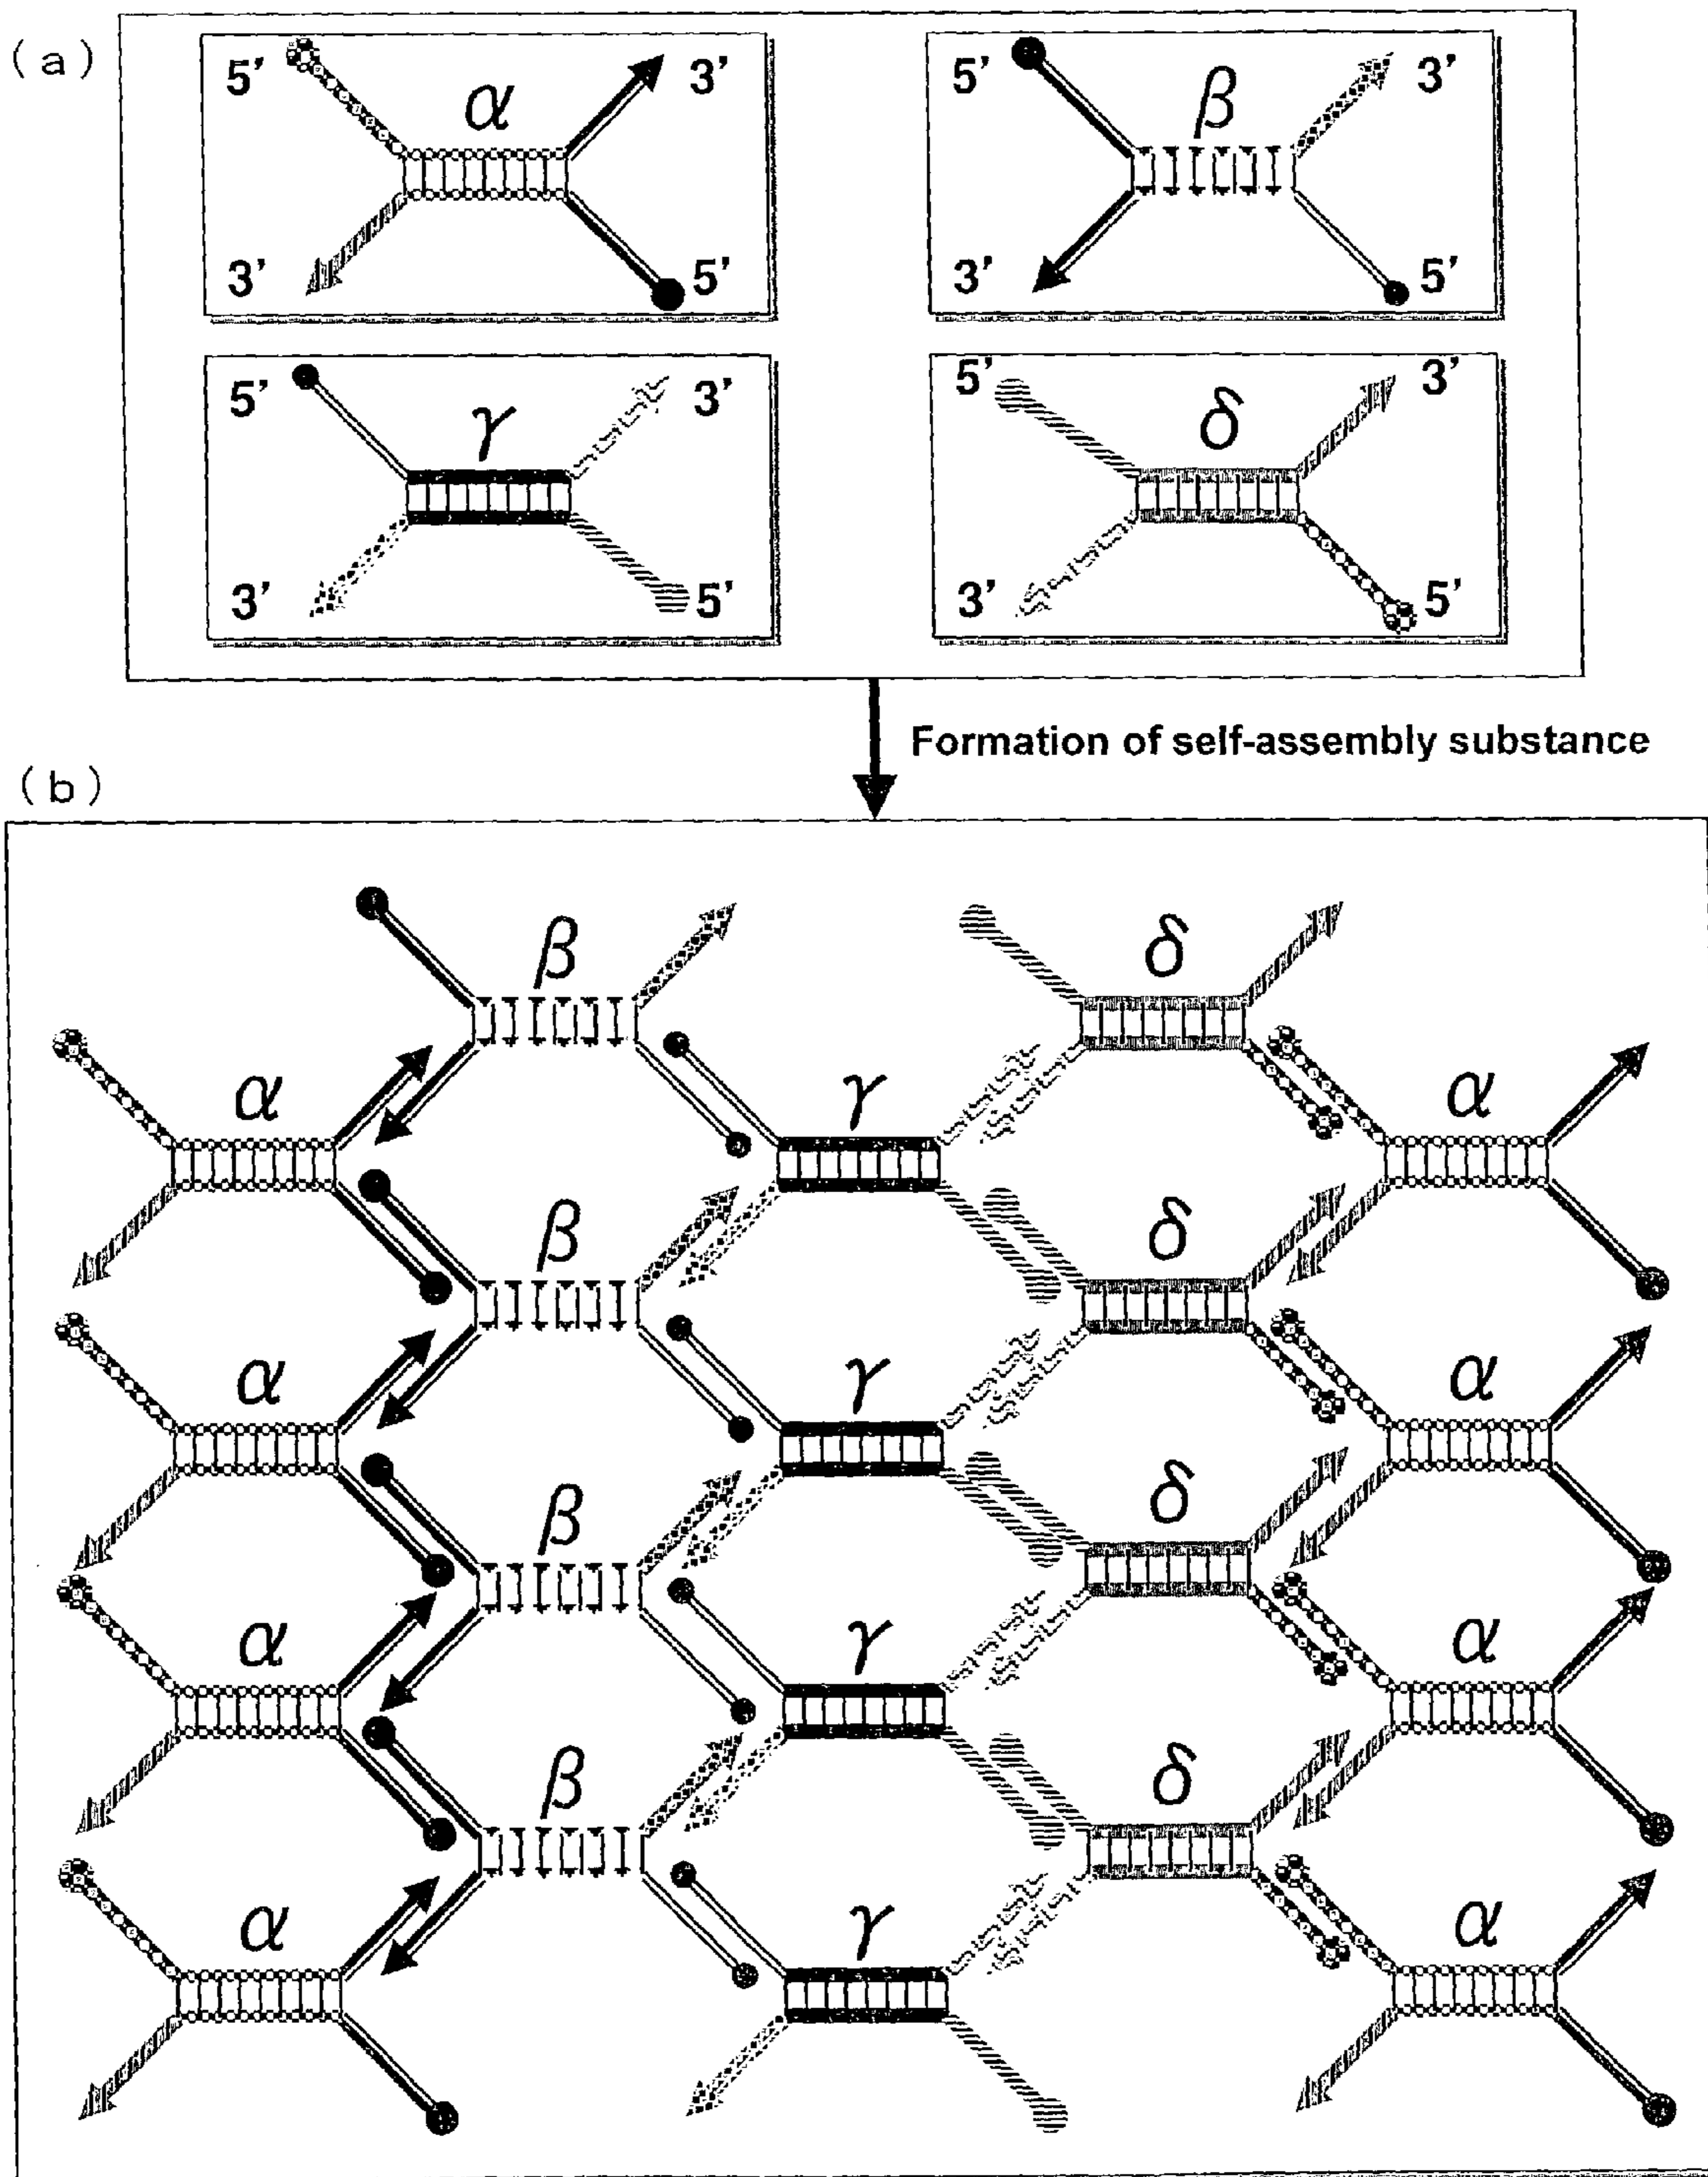 (a)
5' α 3' 5' β 3'
3' 5' 3' 5'
5' γ 3' 5' δ 3'
3' 5' 3' 5'
Formation of self-assembly substance
(b)
β δ
α γ α
β δ
α γ α
β δ
α γ α
β δ
α γ α